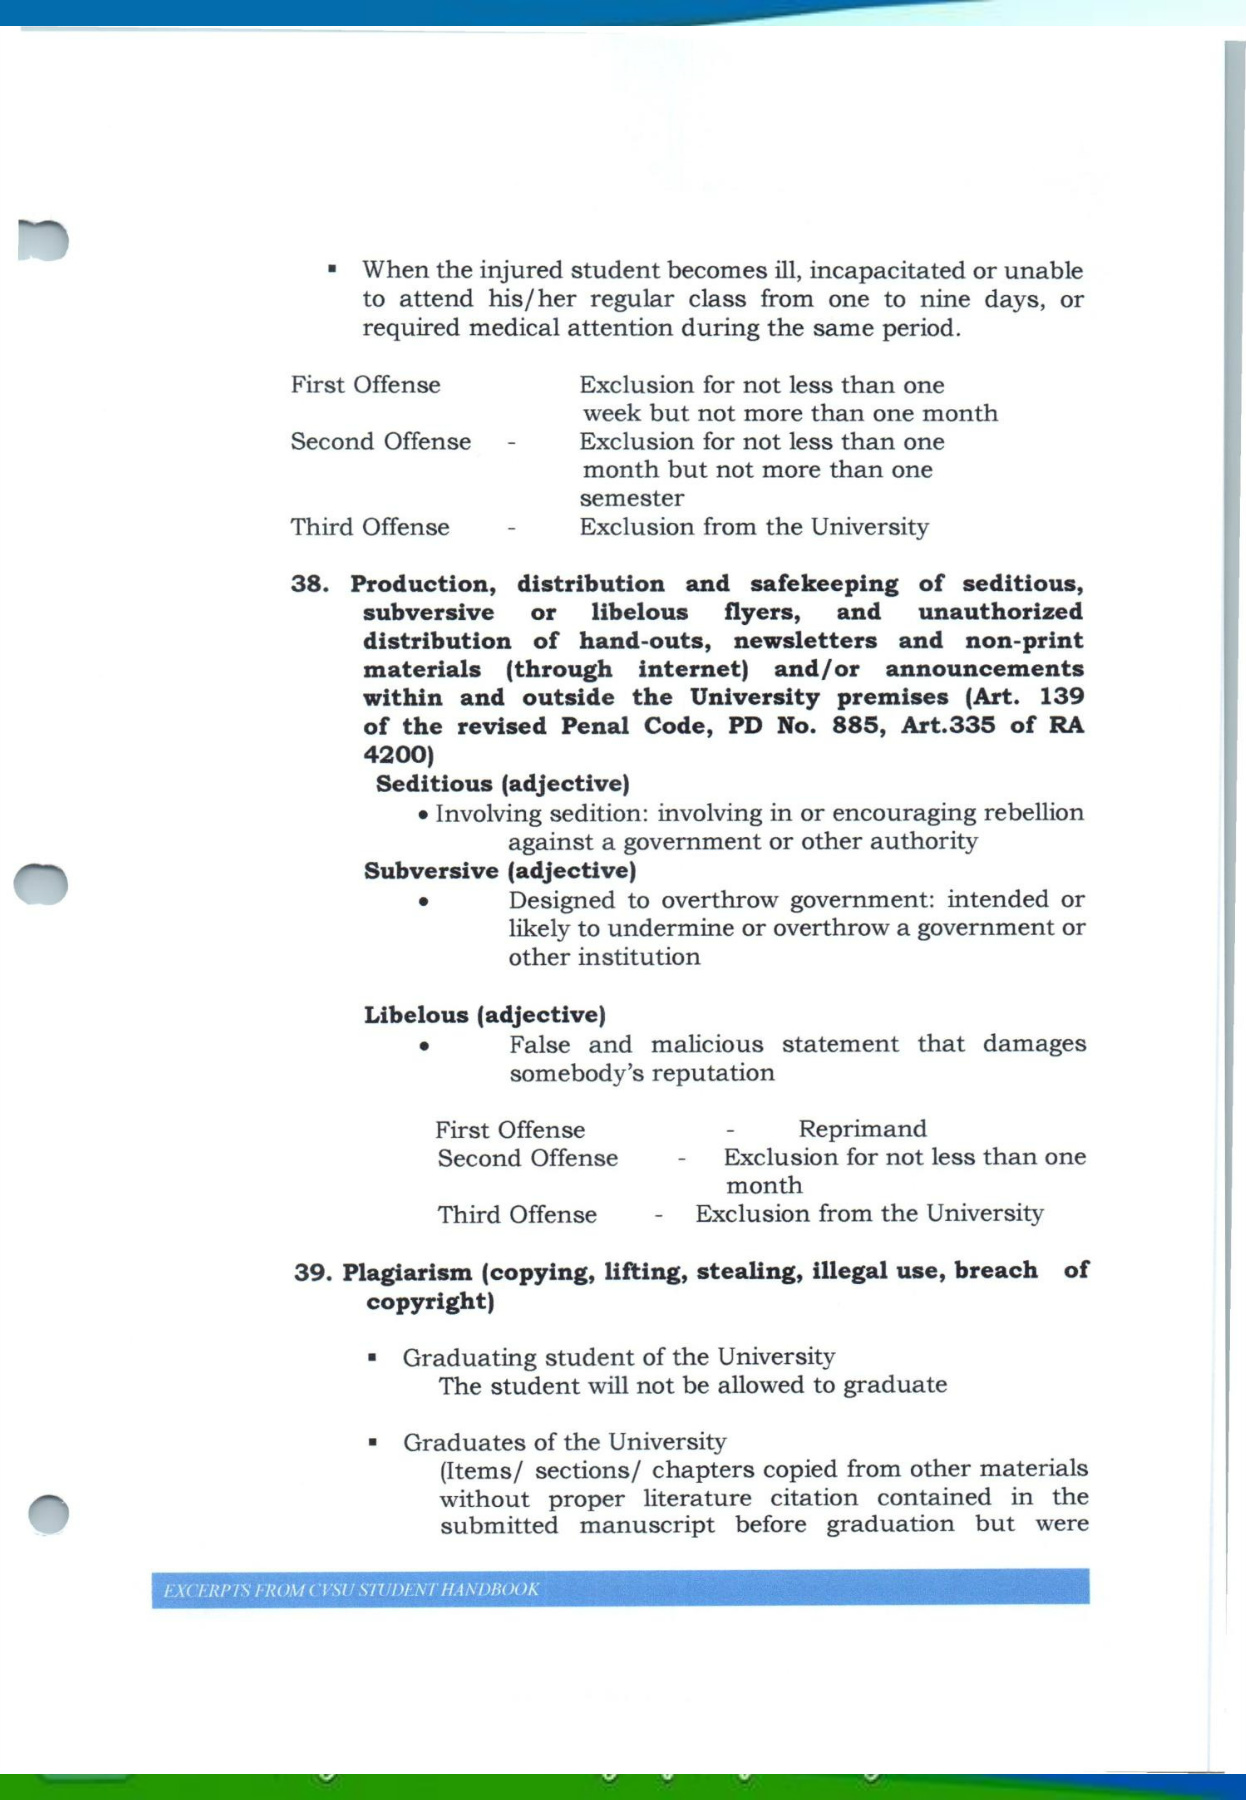 ▪ When the injured student becomes ill, incapacitated or unable
to attend his/her regular class from one to nine days, or
required medical attention during the same period.
First Offense Exclusion for not less than one
week but not more than one month
Second Offense - Exclusion for not less than one
month but not more than one
semester
Third Offense - Exclusion from the University
38. Production, distribution and safekeeping of seditious,
subversive or libelous flyers, and unauthorized
distribution of hand-outs, newsletters and non-print
materials (through internet) and/or announcements
within and outside the University premises (Art. 139
of the revised Penal Code, PD No. 885, Art.335 of RA
4200)
Seditious (adjective)
• Involving sedition: involving in or encouraging rebellion
against a government or other authority
Subversive (adjective)
• Designed to overthrow government: intended or
likely to undermine or overthrow a government or
other institution
Libelous (adjective)
• False and malicious statement that damages
somebody's reputation
First Offense - Reprimand
Second Offense - Exclusion for not less than one
month
Third Offense - Exclusion from the University
39. Plagiarism (copying, lifting, stealing, illegal use, breach of
copyright)
▪ Graduating student of the University
The student will not be allowed to graduate
▪ Graduates of the University
(Items/ sections/ chapters copied from other materials
without proper literature citation contained in the
submitted manuscript before graduation but were
EXCERPTS FROM CVSU STUDENT HANDBOOK